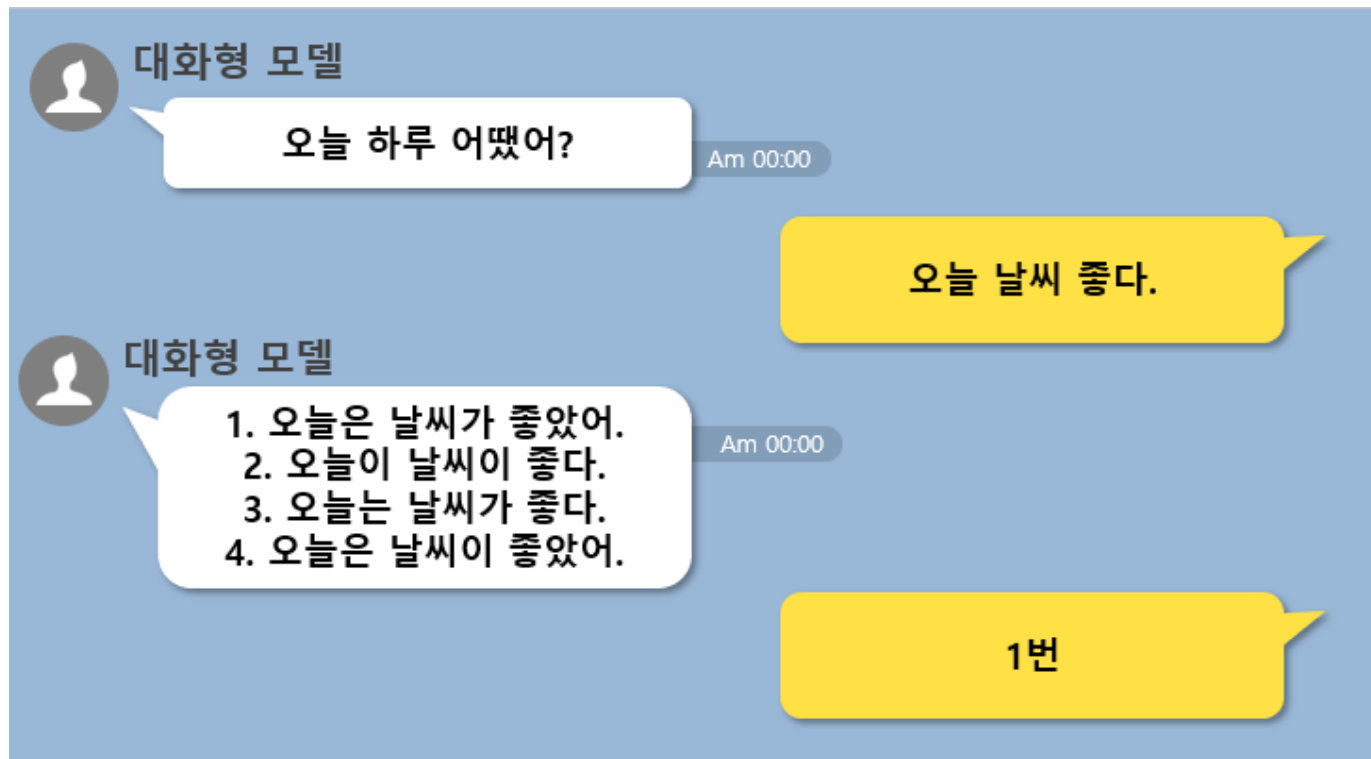 대화형 모델
오늘 하루 어땠어?
Am 00:00
오늘 날씨 좋다.
대화형 모델
1. 오늘은 날씨가 좋았어.
2. 오늘이 날씨이 좋다.
3. 오늘는 날씨가 좋다.
4. 오늘은 날씨이 좋았어.
Am 00:00
1번